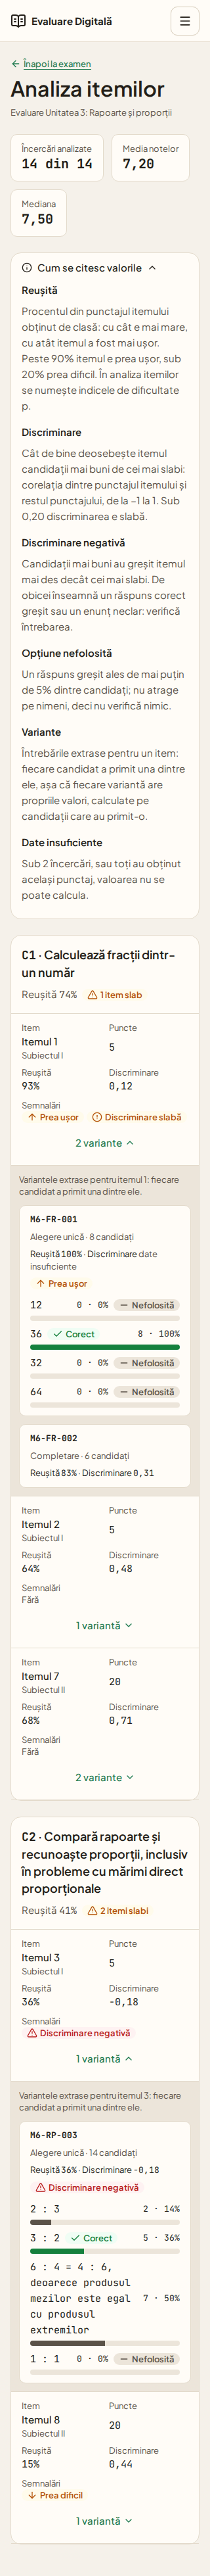 Evaluare Digitală
Înapoi la examen
Analiza itemilor
Evaluare Unitatea 3: Rapoarte și proporții
Încercări analizate
14 din 14
Media notelor
7,20
Mediana
7,50
Cum se citesc valorile
Reușită
Procentul din punctajul itemului
obținut de clasă: cu cât e mai mare,
cu atât itemul a fost mai ușor.
Peste 90% itemul e prea ușor, sub
20% prea dificil. În analiza itemilor
se numește indicele de dificultate
p.
Discriminare
Cât de bine deosebește itemul
candidații mai buni de cei mai slabi:
corelația dintre punctajul itemului și
restul punctajului, de la −1 la 1. Sub
0,20 discriminarea e slabă.
Discriminare negativă
Candidații mai buni au greșit itemul
mai des decât cei mai slabi. De
obicei înseamnă un răspuns corect
greșit sau un enunț neclar: verifică
întrebarea.
Opțiune nefolosită
Un răspuns greșit ales de mai puțin
de 5% dintre candidați; nu atrage
pe nimeni, deci nu verifică nimic.
Variante
Întrebările extrase pentru un item:
fiecare candidat a primit una dintre
ele, așa că fiecare variantă are
propriile valori, calculate pe
candidații care au primit-o.
Date insuficiente
Sub 2 încercări, sau toți au obținut
același punctaj, valoarea nu se
poate calcula.
C1 · Calculează fracții dintr-
un număr
Reușită 74% 1 item slab
Item
Itemul 1
Subiectul I
Puncte
5
Reușită
93%
Discriminare
0,12
Semnalări
Prea ușor Discriminare slabă
2 variante
Variantele extrase pentru itemul 1: fiecare
candidat a primit una dintre ele.
M6-FR-001
Alegere unică · 8 candidați
Reușită 100% · Discriminare date
insuficiente
Prea ușor
12 0 · 0% Nefolosită
36 Corect 8 · 100%
32 0 · 0% Nefolosită
64 0 · 0% Nefolosită
M6-FR-002
Completare · 6 candidați
Reușită 83% · Discriminare 0,31
Item
Itemul 2
Subiectul I
Puncte
5
Reușită
64%
Discriminare
0,48
Semnalări
Fără
1 variantă
Item
Itemul 7
Subiectul II
Puncte
20
Reușită
68%
Discriminare
0,71
Semnalări
Fără
2 variante
C2 · Compară rapoarte și
recunoaște proporții, inclusiv
în probleme cu mărimi direct
proporționale
Reușită 41% 2 itemi slabi
Item
Itemul 3
Subiectul I
Puncte
5
Reușită
36%
Discriminare
-0,18
Semnalări
Discriminare negativă
1 variantă
Variantele extrase pentru itemul 3: fiecare
candidat a primit una dintre ele.
M6-RP-003
Alegere unică · 14 candidați
Reușită 36% · Discriminare -0,18
Discriminare negativă
2 : 3 2 · 14%
3 : 2 Corect 5 · 36%
6 : 4 = 4 : 6,
deoarece produsul
mezilor este egal 7 · 50%
cu produsul
extremilor
1 : 1 0 · 0% Nefolosită
Item
Itemul 8
Subiectul II
Puncte
20
Reușită
15%
Discriminare
0,44
Semnalări
Prea dificil
1 variantă